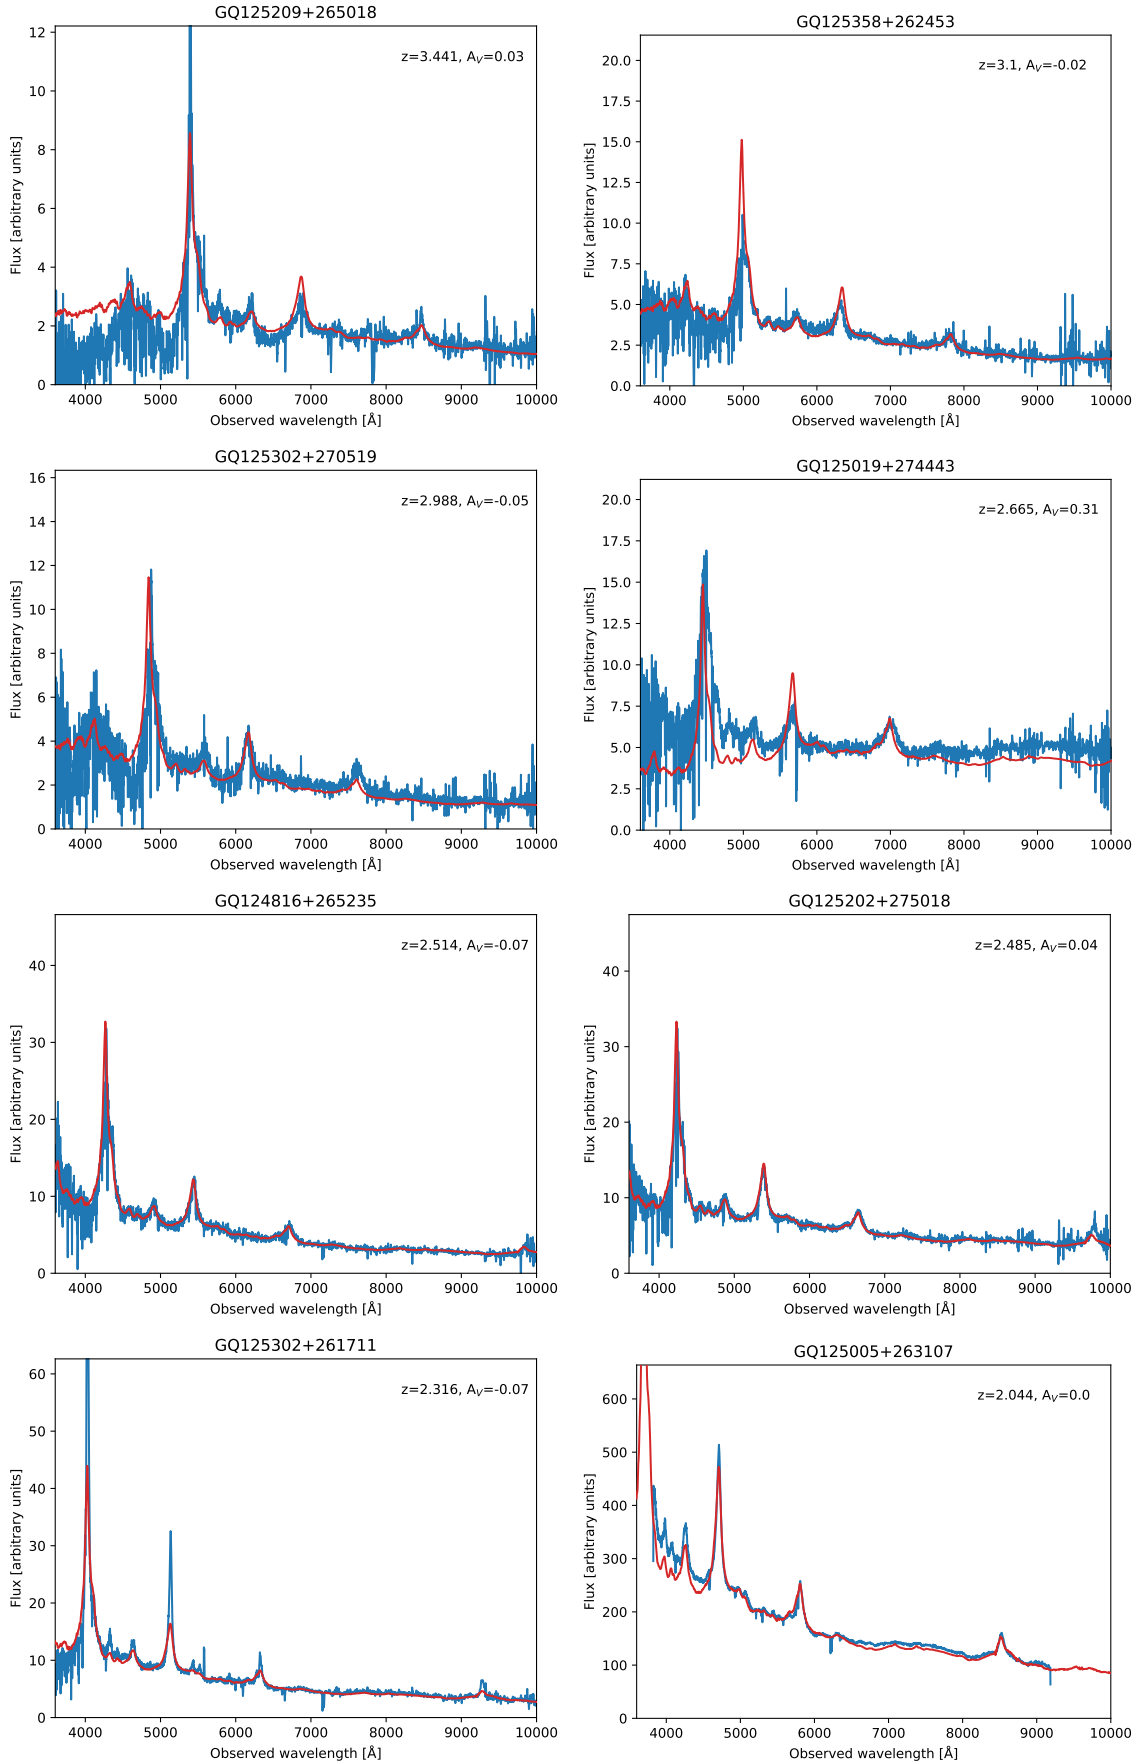 GQ125209+265018
z=3.441, A_V=0.03
12
10
8
6
4
2
0
Flux [arbitrary units]
4000 5000 6000 7000 8000 9000 10000
Observed wavelength [Å]
GQ125358+262453
z=3.1, A_V=-0.02
20.0
17.5
15.0
12.5
10.0
7.5
5.0
2.5
0.0
Flux [arbitrary units]
4000 5000 6000 7000 8000 9000 10000
Observed wavelength [Å]
GQ125302+270519
z=2.988, A_V=-0.05
16
14
12
10
8
6
4
2
0
Flux [arbitrary units]
4000 5000 6000 7000 8000 9000 10000
Observed wavelength [Å]
GQ125019+274443
z=2.665, A_V=0.31
20.0
17.5
15.0
12.5
10.0
7.5
5.0
2.5
0.0
Flux [arbitrary units]
4000 5000 6000 7000 8000 9000 10000
Observed wavelength [Å]
GQ124816+265235
z=2.514, A_V=-0.07
40
30
20
10
0
Flux [arbitrary units]
4000 5000 6000 7000 8000 9000 10000
Observed wavelength [Å]
GQ125202+275018
z=2.485, A_V=0.04
40
30
20
10
0
Flux [arbitrary units]
4000 5000 6000 7000 8000 9000 10000
Observed wavelength [Å]
GQ125302+261711
z=2.316, A_V=-0.07
60
50
40
30
20
10
0
Flux [arbitrary units]
4000 5000 6000 7000 8000 9000 10000
Observed wavelength [Å]
GQ125005+263107
z=2.044, A_V=0.0
600
500
400
300
200
100
0
Flux [arbitrary units]
4000 5000 6000 7000 8000 9000 10000
Observed wavelength [Å]